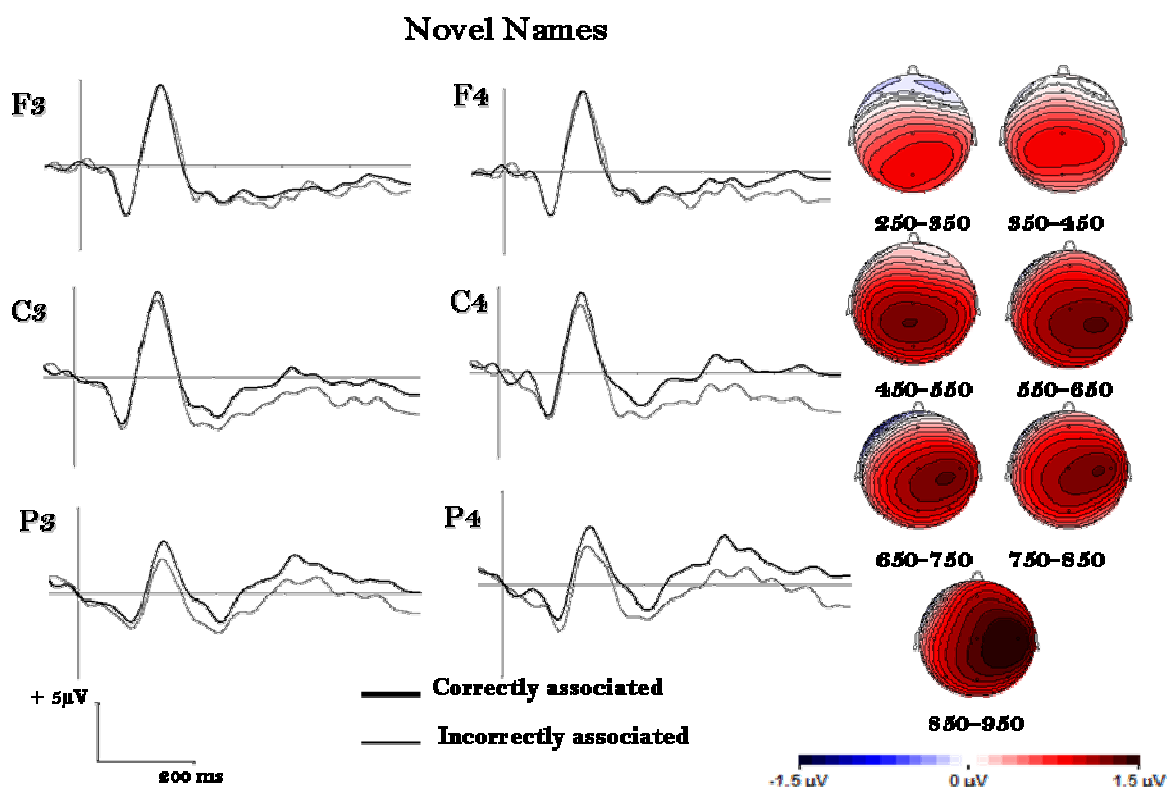 Novel Names
F3
F4
250-350
350-450
C3
C4
450-550
550-650
P3
P4
650-750
750-850
850-950
+ 5µV
200 ms
Correctly associated
Incorrectly associated
-1.5 µV
0 µV
1.5 µV